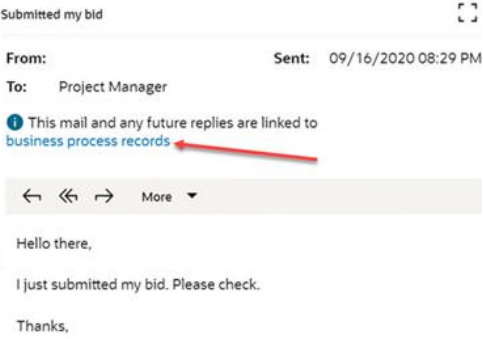 Submitted my bid
From: Sent: 09/16/2020 08:29 PM
To: Project Manager
This mail and any future replies are linked to
business process records
More
Hello there,
I just submitted my bid. Please check.
Thanks,